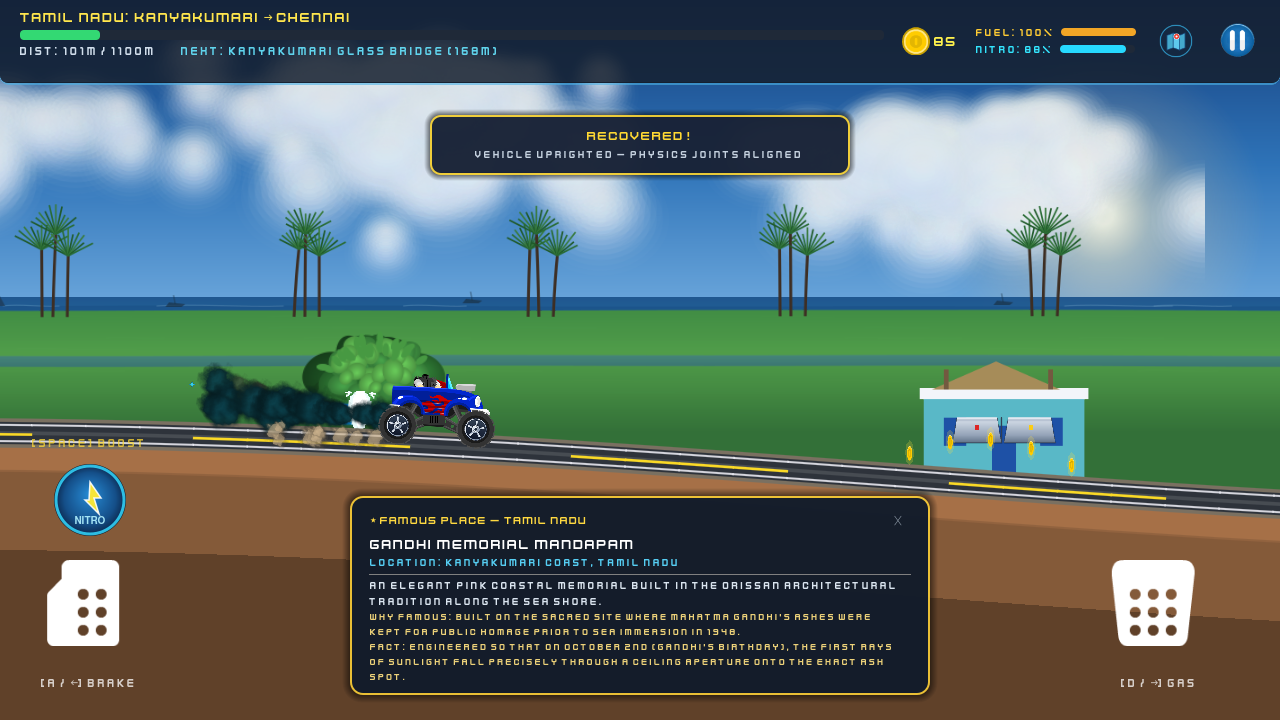 TAMIL NADU: KANYAKUMARI → CHENNAI
DIST: 101M / 1100M NEXT: KANYAKUMARI GLASS BRIDGE (168M)
85
FUEL: 100%
NITRO: 88%
RECOVERED!
VEHICLE UPRIGHTED — PHYSICS JOINTS ALIGNED
[SPACE] BOOST
NITRO
[A / ←] BRAKE
★ FAMOUS PLACE — TAMIL NADU X
GANDHI MEMORIAL MANDAPAM
LOCATION: KANYAKUMARI COAST, TAMIL NADU
AN ELEGANT PINK COASTAL MEMORIAL BUILT IN THE ORISSAN ARCHITECTURAL
TRADITION ALONG THE SEA SHORE.
WHY FAMOUS: BUILT ON THE SACRED SITE WHERE MAHATMA GANDHI'S ASHES WERE
KEPT FOR PUBLIC HOMAGE PRIOR TO SEA IMMERSION IN 1948.
FACT: ENGINEERED SO THAT ON OCTOBER 2ND (GANDHI'S BIRTHDAY), THE FIRST RAYS
OF SUNLIGHT FALL PRECISELY THROUGH A CEILING APERTURE ONTO THE EXACT ASH
SPOT.
[D / →] GAS